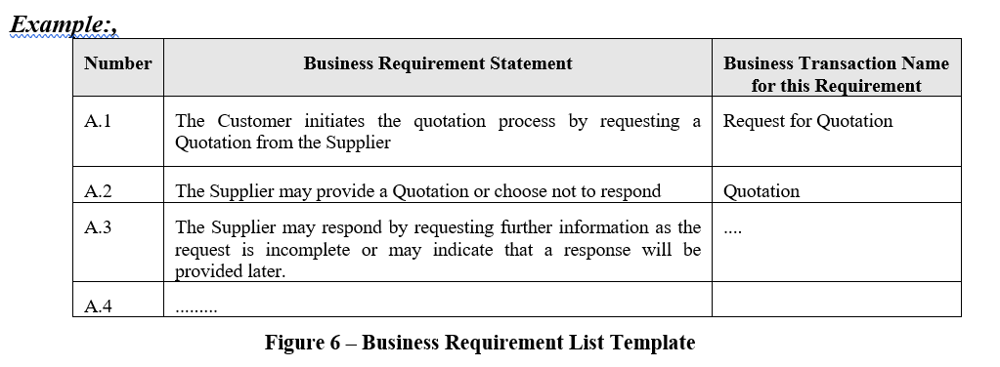 Example:,
Number
Business Requirement Statement
Business Transaction Name
for this Requirement
A.1
The Customer initiates the quotation process by requesting a
Quotation from the Supplier
Request for Quotation
A.2
The Supplier may provide a Quotation or choose not to respond
Quotation
A.3
The Supplier may respond by requesting further information as the
request is incomplete or may indicate that a response will be
provided later.
....
A.4
.........
Figure 6 – Business Requirement List Template